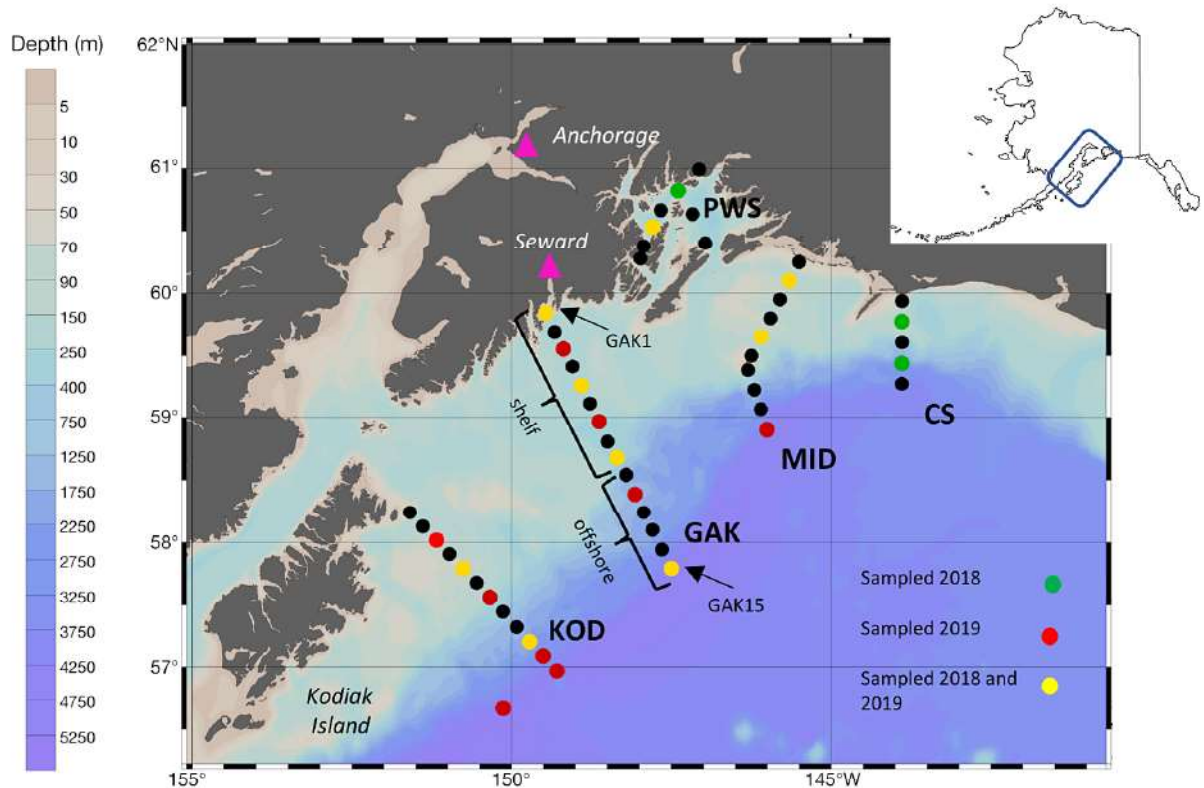 Depth (m)
5
10
30
50
70
90
150
250
400
750
1250
1750
2250
2750
3250
3750
4250
4750
5250
62°N
61°
60°
59°
58°
57°
155°
150°
145°W
Anchorage
Seward
PWS
GAK1
shelf
offshore
GAK
GAK15
KOD
MID
CS
Kodiak
Island
Sampled 2018
Sampled 2019
Sampled 2018 and
2019